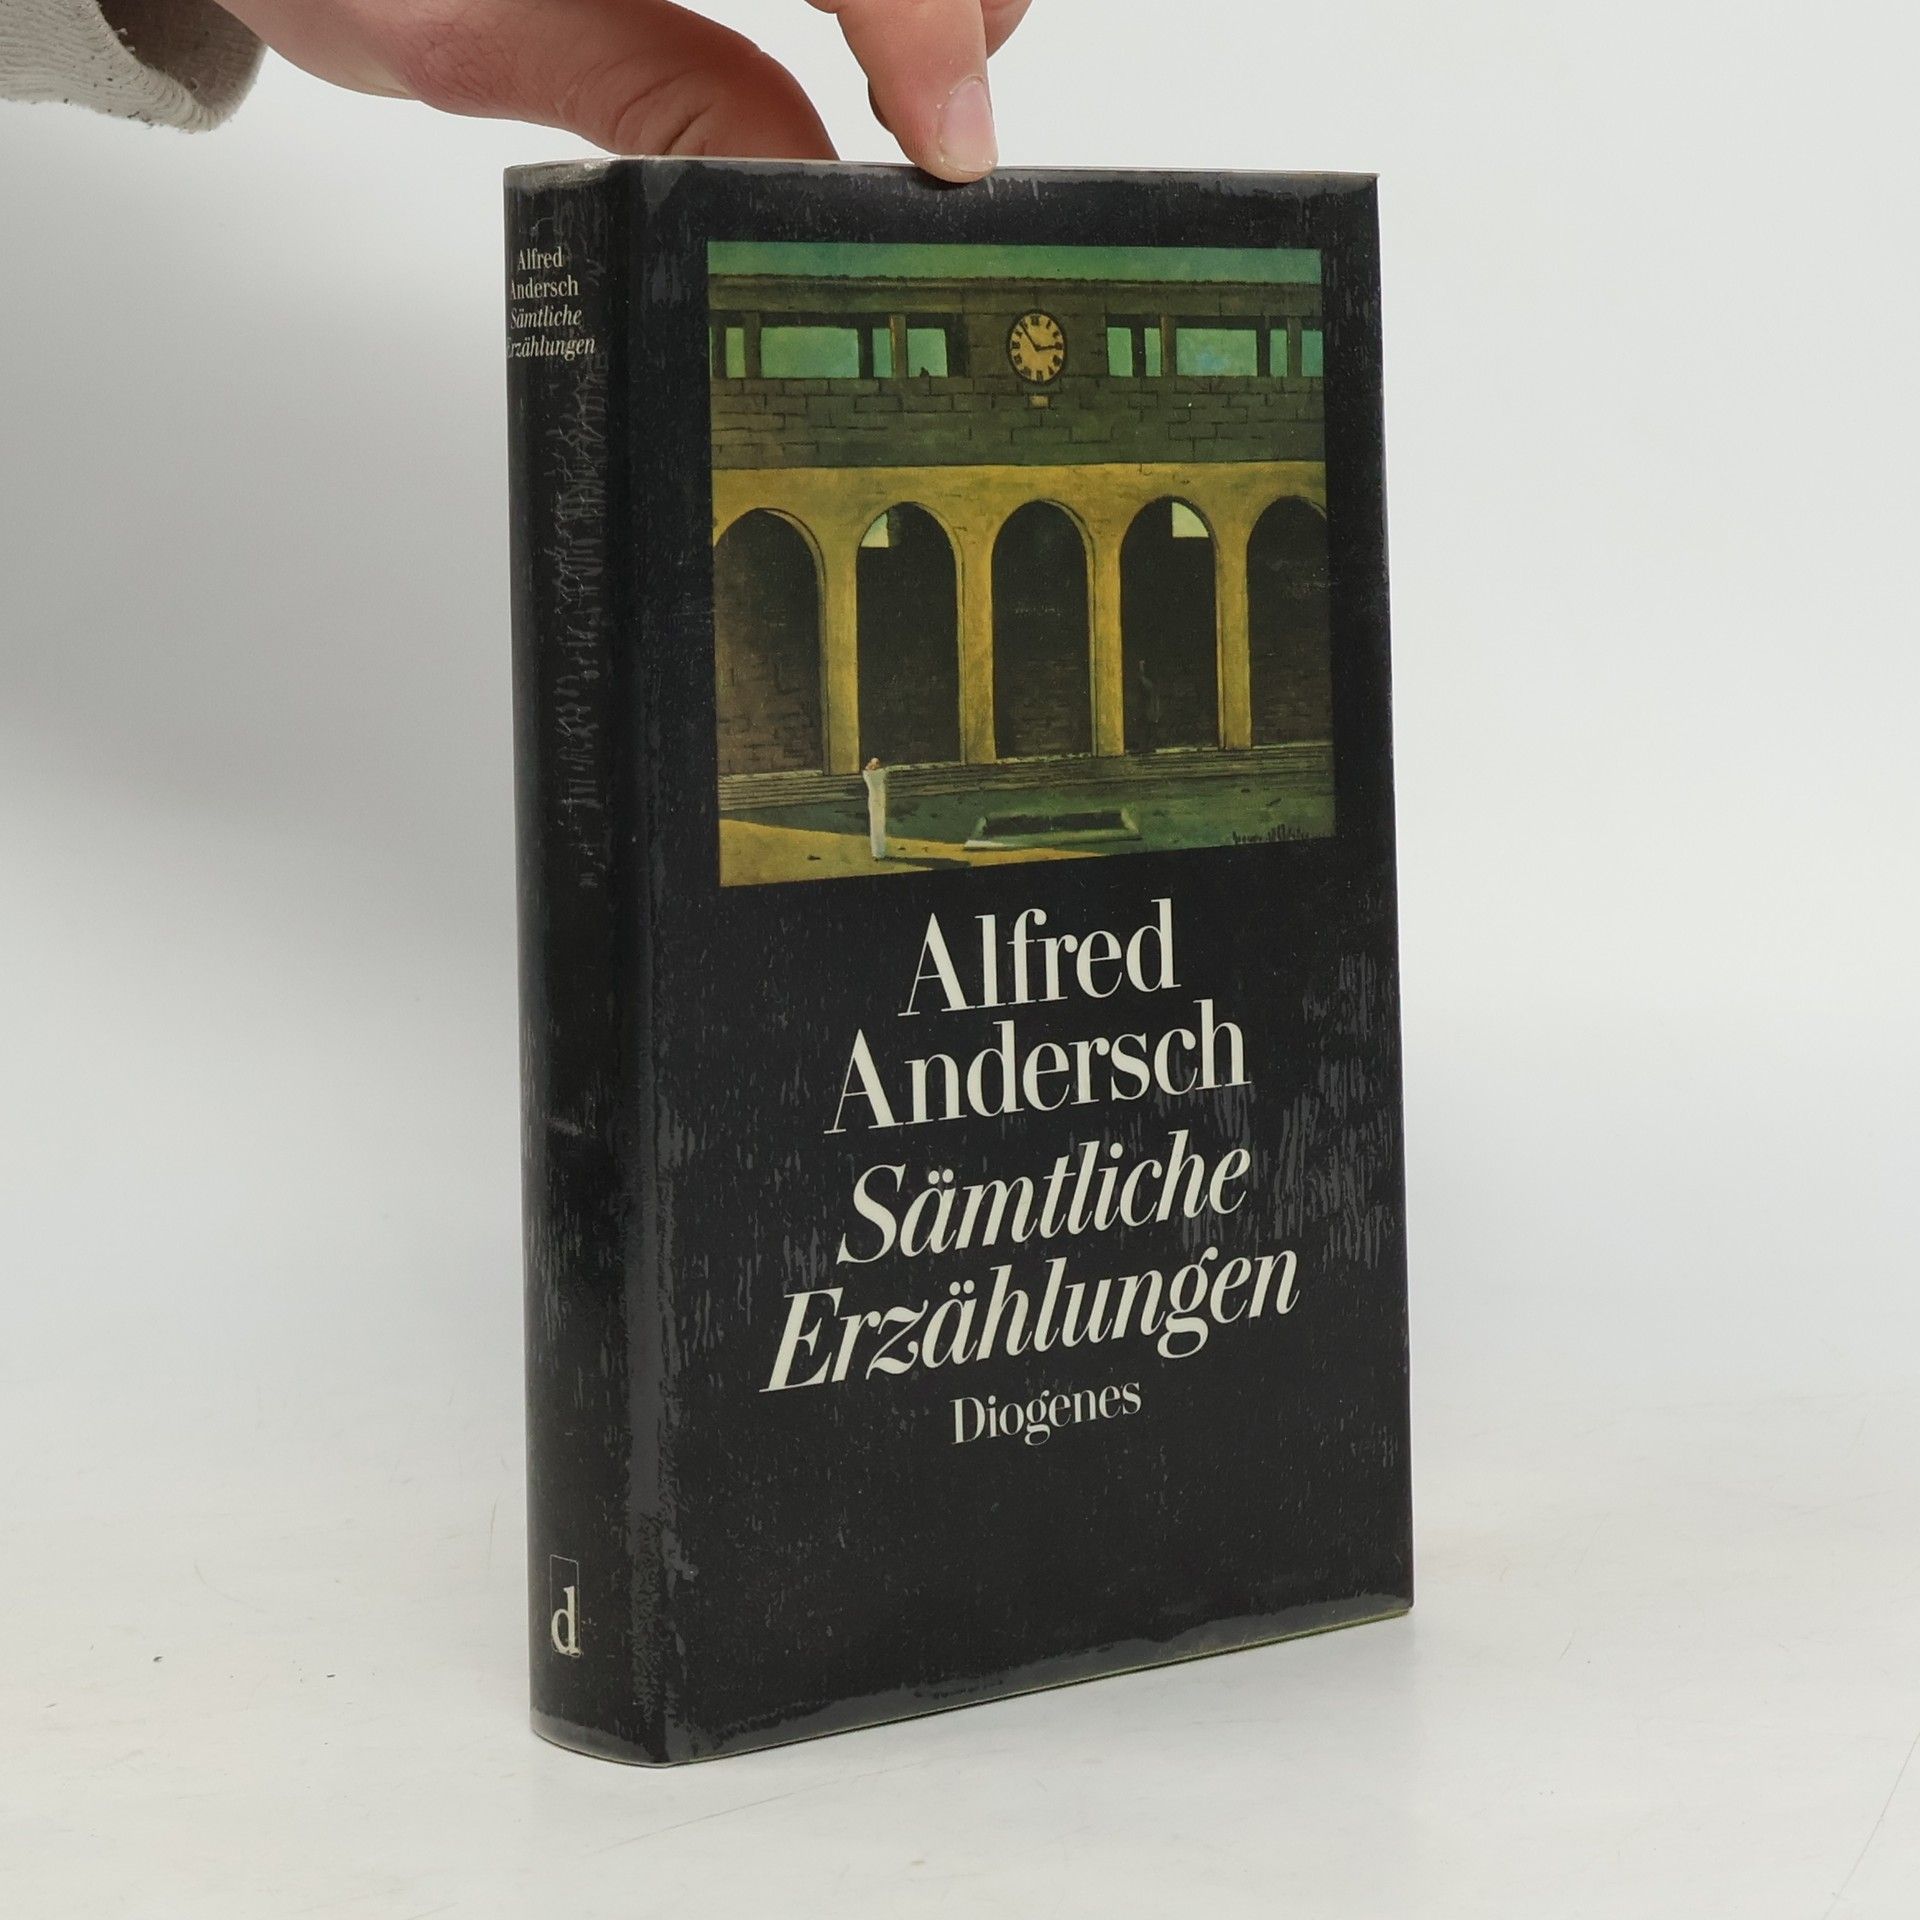 Alfred
Andersch
Sämtliche
Erzählungen
d
Alfred
Andersch
Sämtliche
Erzählungen
Diogenes